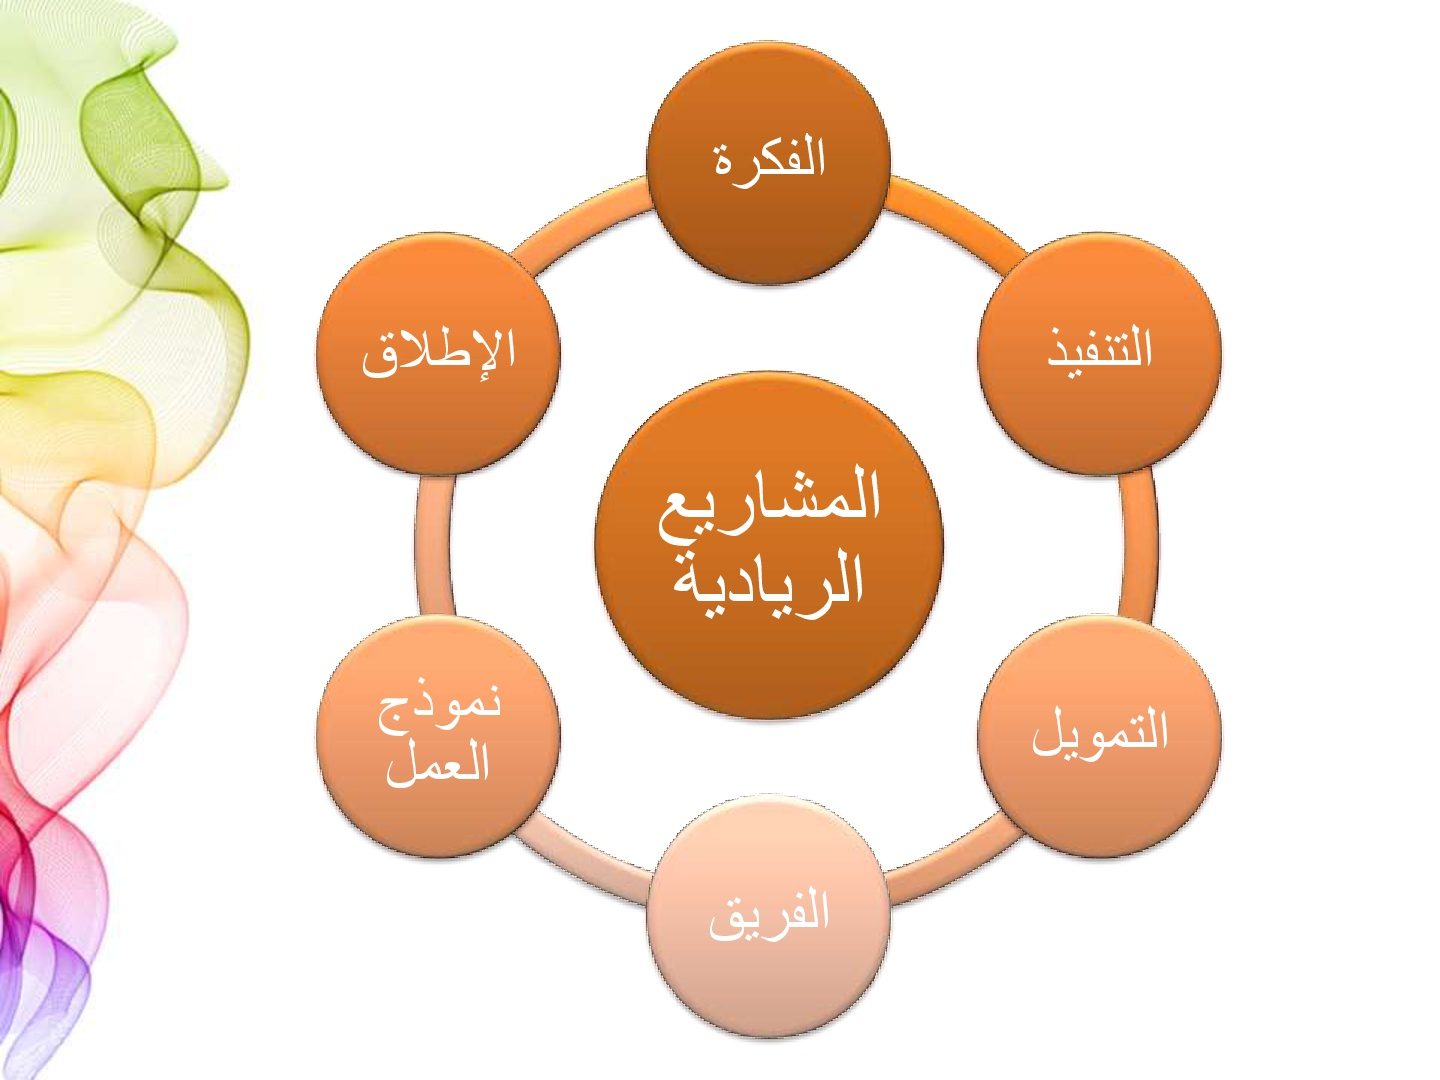 الفكرة
التنفيذ
التمويل
الفريق
نموذج
العمل
الإطلاق
المشاريع
الريادية